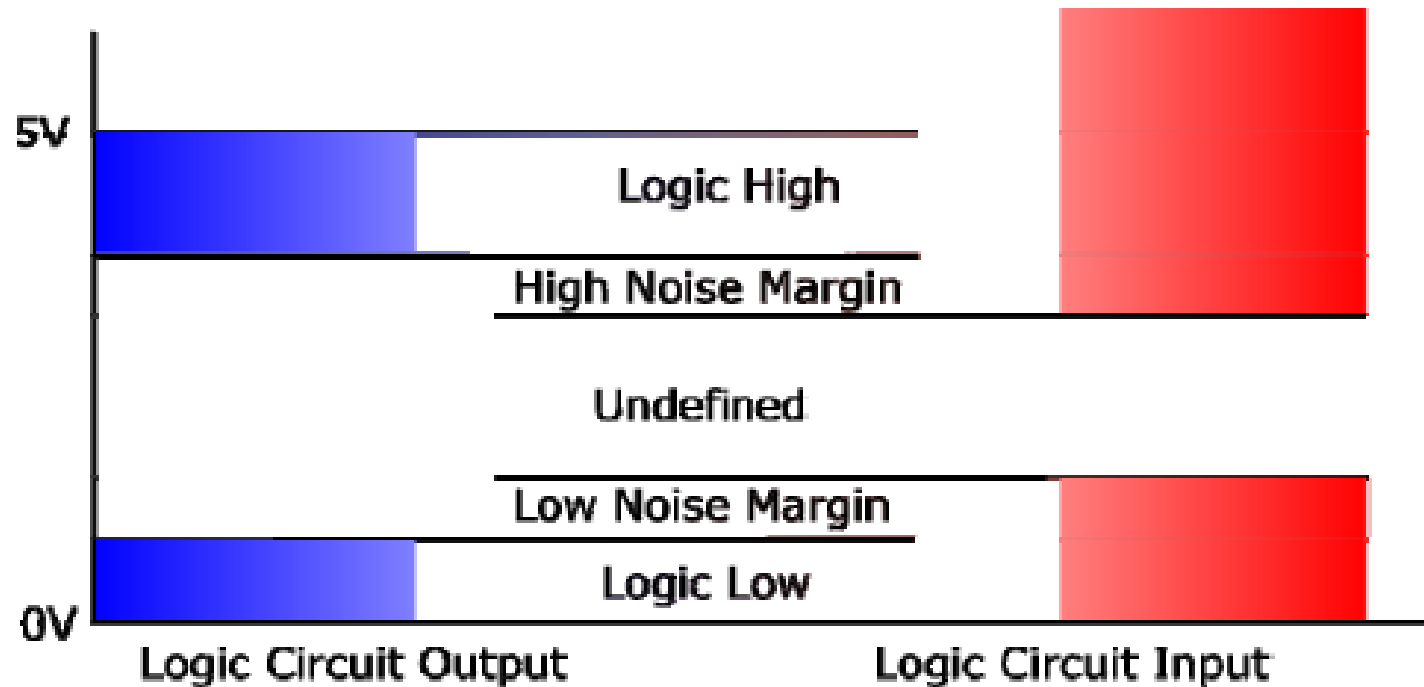 5V
Logic High
High Noise Margin
Undefined
Low Noise Margin
Logic Low
0V
Logic Circuit Output
Logic Circuit Input